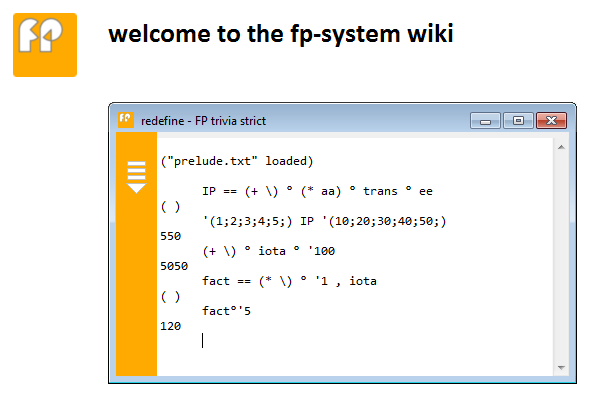 FP
welcome to the fp-system wiki
FP redefine - FP trivia strict
("prelude.txt" loaded)
IP == (+ \) ° (* aa) ° trans ° ee
( )
'(1;2;3;4;5;) IP '(10;20;30;40;50;)
550
(+ \) ° iota ° '100
5050
fact == (* \) ° '1 , iota
( )
fact°'5
120